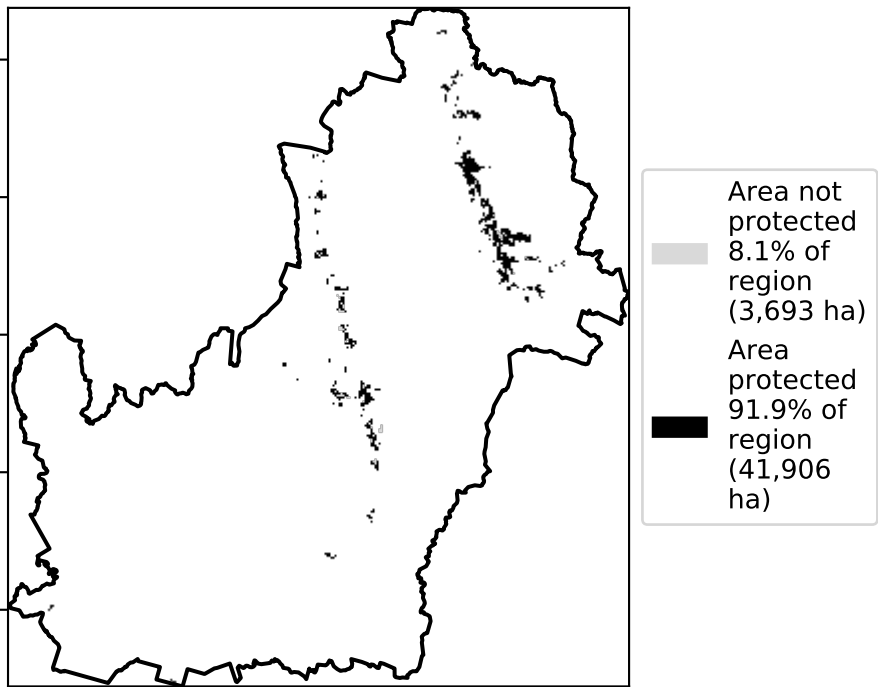 Area not
protected
8.1% of
region
(3,693 ha)
Area
protected
91.9% of
region
(41,906
ha)